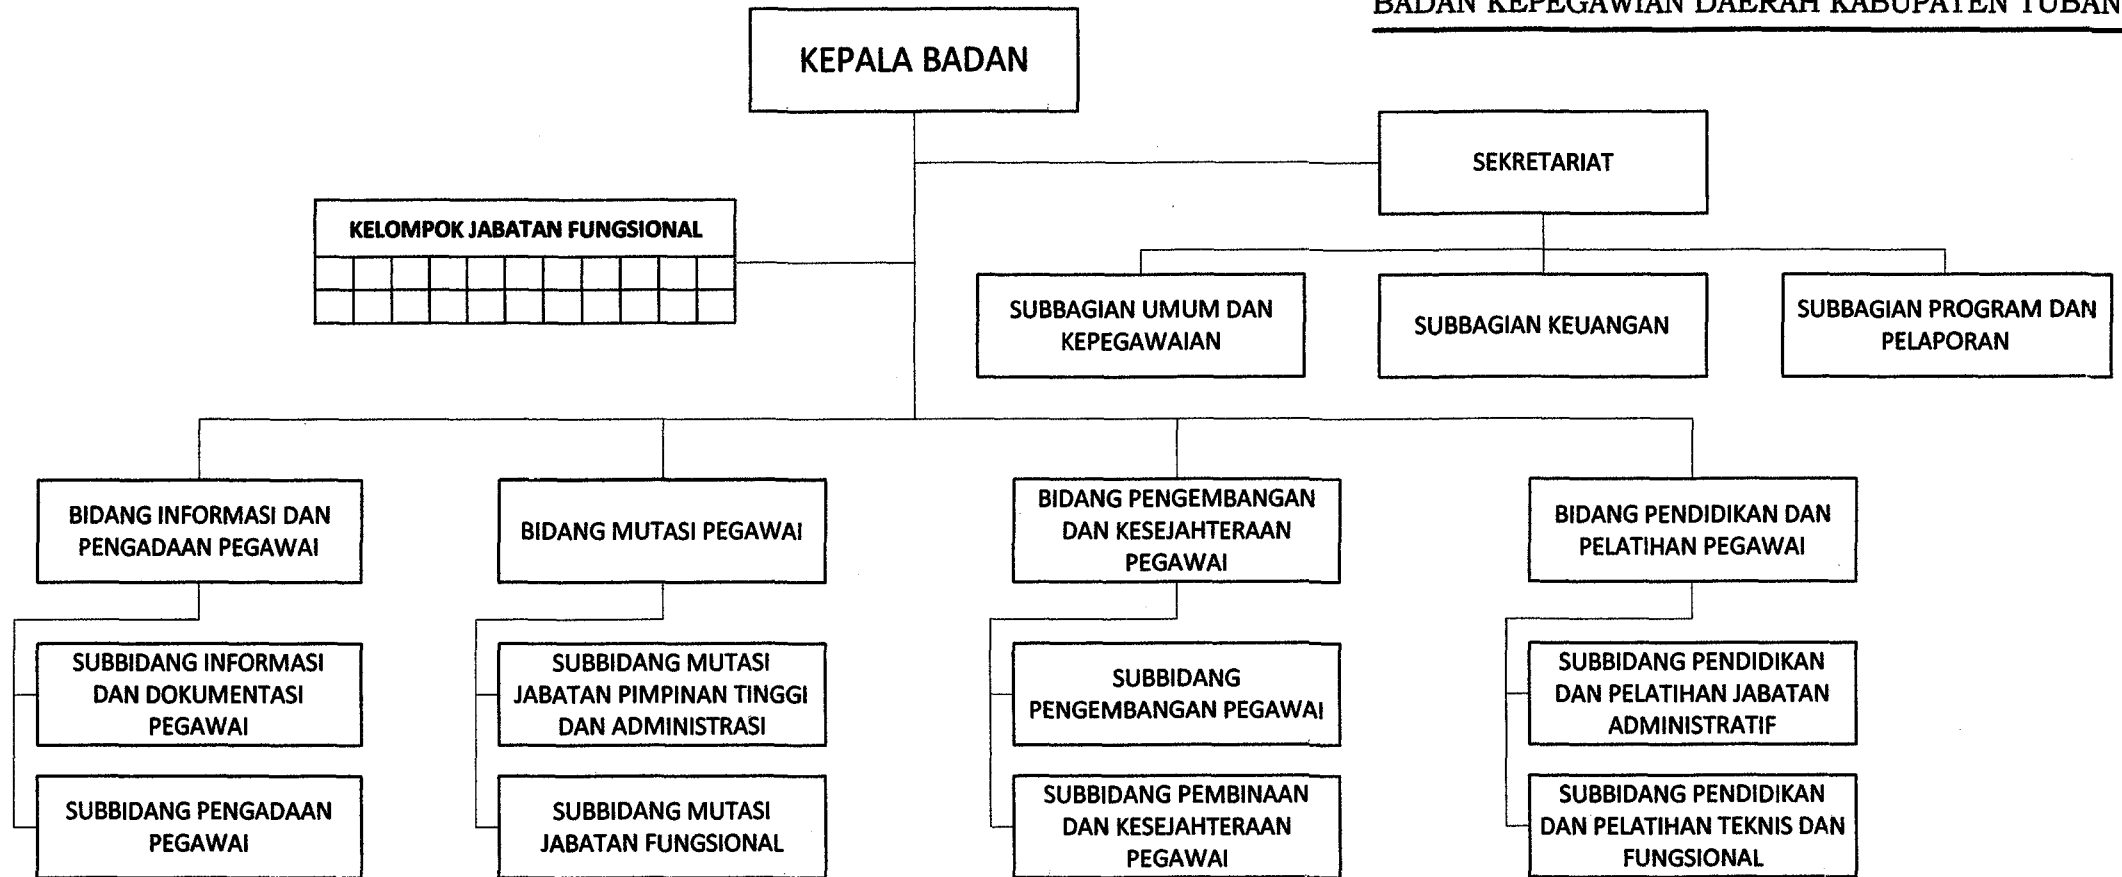 BADAN KEPEGAWIAN DAERAH KABUPATEN TUBAN
KEPALA BADAN
SEKRETARIAT
KELOMPOK JABATAN FUNGSIONAL
SUBBAGIAN UMUM DAN
KEPEGAWAIAN
SUBBAGIAN KEUANGAN
SUBBAGIAN PROGRAM DAN
PELAPORAN
BIDANG INFORMASI DAN
PENGADAAN PEGAWAI
BIDANG MUTASI PEGAWAI
BIDANG PENGEMBANGAN
DAN KESEJAHTERAAN
PEGAWAI
BIDANG PENDIDIKAN DAN
PELATIHAN PEGAWAI
SUBBIDANG INFORMASI
DAN DOKUMENTASI
PEGAWAI
SUBBIDANG MUTASI
JABATAN PIMPINAN TINGGI
DAN ADMINISTRASI
SUBBIDANG
PENGEMBANGAN PEGAWAI
SUBBIDANG PENDIDIKAN
DAN PELATIHAN JABATAN
ADMINISTRATIF
SUBBIDANG PENGADAAN
PEGAWAI
SUBBIDANG MUTASI
JABATAN FUNGSIONAL
SUBBIDANG PEMBINAAN
DAN KESEJAHTERAAN
PEGAWAI
SUBBIDANG PENDIDIKAN
DAN PELATIHAN TEKNIS DAN
FUNGSIONAL